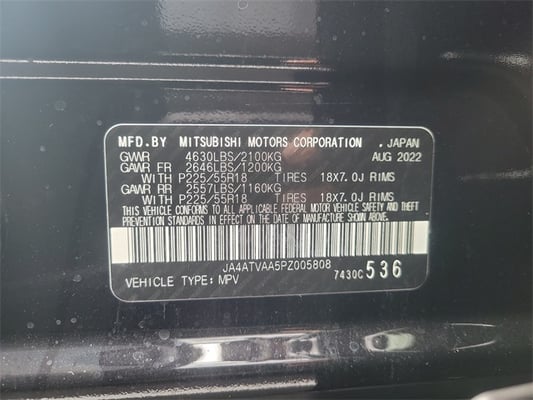 MFD.BY MITSUBISHI MOTORS CORPORATION , JAPAN
GVWR 4630LBS/2100KG AUG 2022
GAWR FR 2646LBS/1200KG
WITH P225/55R18 TIRES 18X7.0J RIMS
GAWR RR 2557LBS/1160KG
WITH P225/55R18 TIRES 18X7.0J RIMS
THIS VEHICLE CONFORMS TO ALL APPLICABLE FEDERAL MOTOR VEHICLE SAFETY AND THEFT
PREVENTION STANDARDS IN EFFECT ON THE DATE OF MANUFACTURE SHOWN ABOVE.
JA4ATVAA5PZ005808
VEHICLE TYPE: MPV 7430C 536